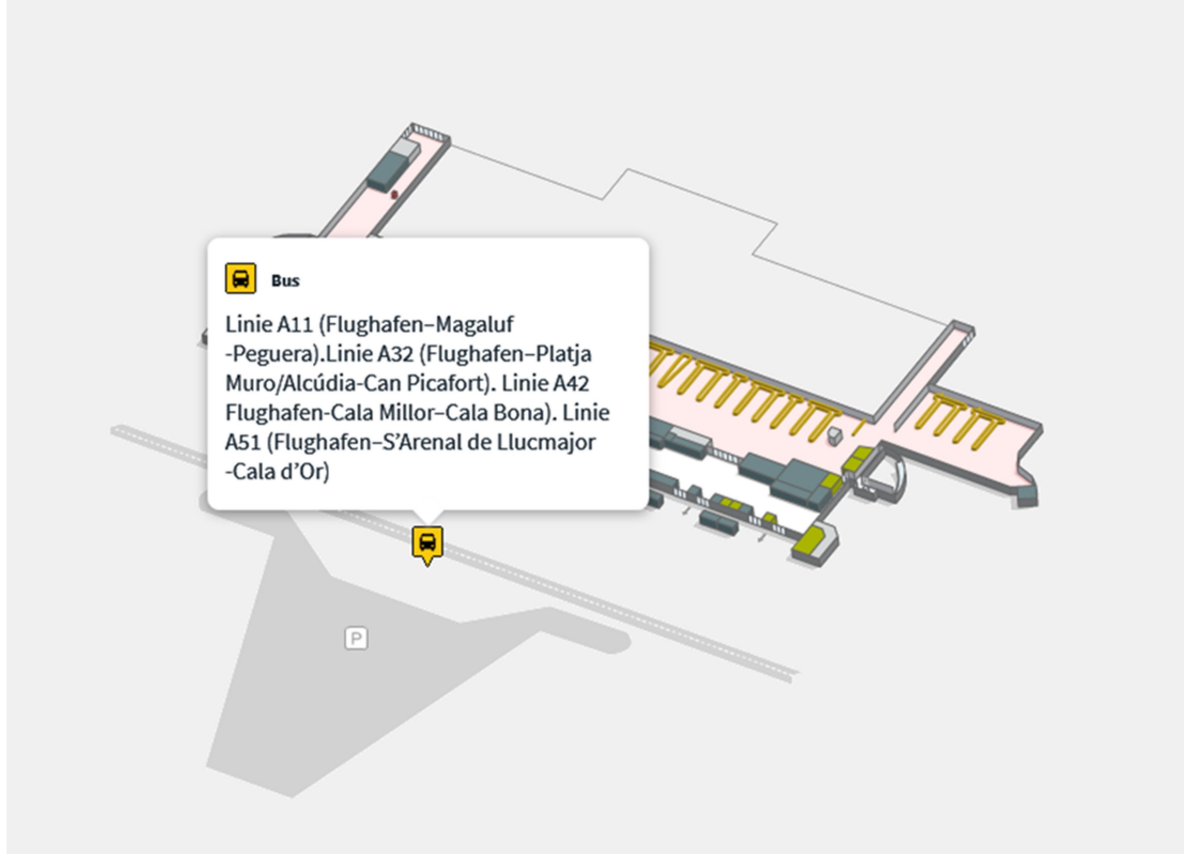 Bus
Linie A11 (Flughafen–Magaluf
-Peguera).Linie A32 (Flughafen–Platja
Muro/Alcúdia-Can Picafort). Linie A42
Flughafen-Cala Millor–Cala Bona). Linie
A51 (Flughafen–S’Arenal de Llucmajor
-Cala d’Or)
P